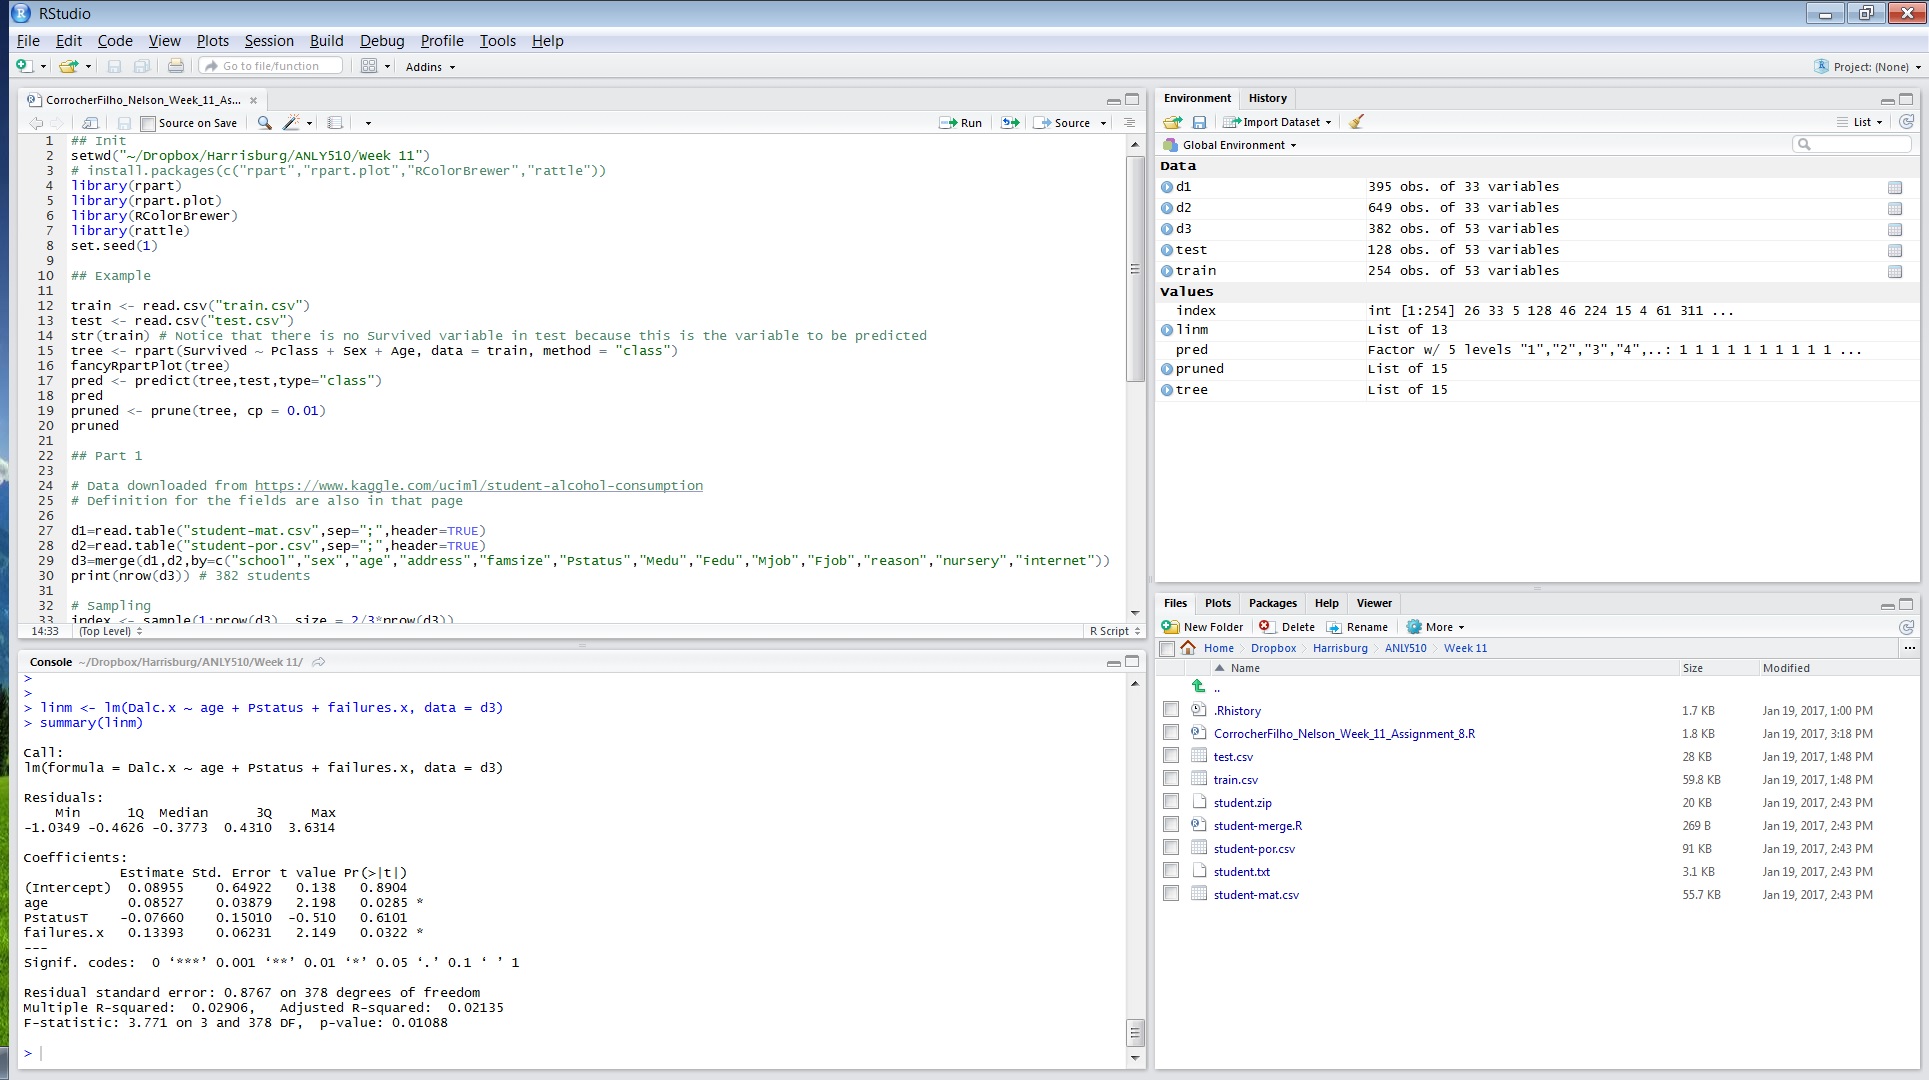 RStudio
File Edit Code View Plots Session Build Debug Profile Tools Help
Go to file/function Addins Project: (None)
CorrocherFilho_Nelson_Week_11_As...
Source on Save Run Source
1 ## Init
2 setwd("~/Dropbox/Harrisburg/ANLY510/Week 11")
3 # install.packages(c("rpart","rpart.plot","RColorBrewer","rattle"))
4 library(rpart)
5 library(rpart.plot)
6 library(RColorBrewer)
7 library(rattle)
8 set.seed(1)
9
10 ## Example
11
12 train <- read.csv("train.csv")
13 test <- read.csv("test.csv")
14 str(train) # Notice that there is no Survived variable in test because this is the variable to be predicted
15 tree <- rpart(Survived ~ Pclass + Sex + Age, data = train, method = "class")
16 fancyRpartPlot(tree)
17 pred <- predict(tree,test,type="class")
18 pred
19 pruned <- prune(tree, cp = 0.01)
20 pruned
21
22 ## Part 1
23
24 # Data downloaded from https://www.kaggle.com/uciml/student-alcohol-consumption
25 # Definition for the fields are also in that page
26
27 d1=read.table("student-mat.csv",sep=";",header=TRUE)
28 d2=read.table("student-por.csv",sep=";",header=TRUE)
29 d3=merge(d1,d2,by=c("school","sex","age","address","famsize","Pstatus","Medu","Fedu","Mjob","Fjob","reason","nursery","internet"))
30 print(nrow(d3)) # 382 students
31
32 # Sampling
33 index <- sample(1:nrow(d3), size = 2/3*nrow(d3))
14:33 (Top Level) R Script
Console ~/Dropbox/Harrisburg/ANLY510/Week 11/
>
>
> linm <- lm(Dalc.x ~ age + Pstatus + failures.x, data = d3)
> summary(linm)
Call:
lm(formula = Dalc.x ~ age + Pstatus + failures.x, data = d3)
Residuals:
Min 1Q Median 3Q Max
-1.0349 -0.4626 -0.3773 0.4310 3.6314
Coefficients:
Estimate Std. Error t value Pr(>|t|)
(Intercept) 0.08955 0.64922 0.138 0.8904
age 0.08527 0.03879 2.198 0.0285 *
PstatusT -0.07660 0.15010 -0.510 0.6101
failures.x 0.13393 0.06231 2.149 0.0322 *
---
Signif. codes: 0 ‘***’ 0.001 ‘**’ 0.01 ‘*’ 0.05 ‘.’ 0.1 ‘ ’ 1
Residual standard error: 0.8767 on 378 degrees of freedom
Multiple R-squared: 0.02906, Adjusted R-squared: 0.02135
F-statistic: 3.771 on 3 and 378 DF, p-value: 0.01088
>
Environment History
Import Dataset List
Global Environment
Data
d1 395 obs. of 33 variables
d2 649 obs. of 33 variables
d3 382 obs. of 53 variables
test 128 obs. of 53 variables
train 254 obs. of 53 variables
Values
index int [1:254] 26 33 5 128 46 224 15 4 61 311 ...
linm List of 13
pred Factor w/ 5 levels "1","2","3","4",..: 1 1 1 1 1 1 1 1 1 1 ...
pruned List of 15
tree List of 15
Files Plots Packages Help Viewer
New Folder Delete Rename More
Home Dropbox Harrisburg ANLY510 Week 11 ...
Name Size Modified
..
.Rhistory 1.7 KB Jan 19, 2017, 1:00 PM
CorrocherFilho_Nelson_Week_11_Assignment_8.R 1.8 KB Jan 19, 2017, 3:18 PM
test.csv 28 KB Jan 19, 2017, 1:48 PM
train.csv 59.8 KB Jan 19, 2017, 1:48 PM
student.zip 20 KB Jan 19, 2017, 2:43 PM
student-merge.R 269 B Jan 19, 2017, 2:43 PM
student-por.csv 91 KB Jan 19, 2017, 2:43 PM
student.txt 3.1 KB Jan 19, 2017, 2:43 PM
student-mat.csv 55.7 KB Jan 19, 2017, 2:43 PM